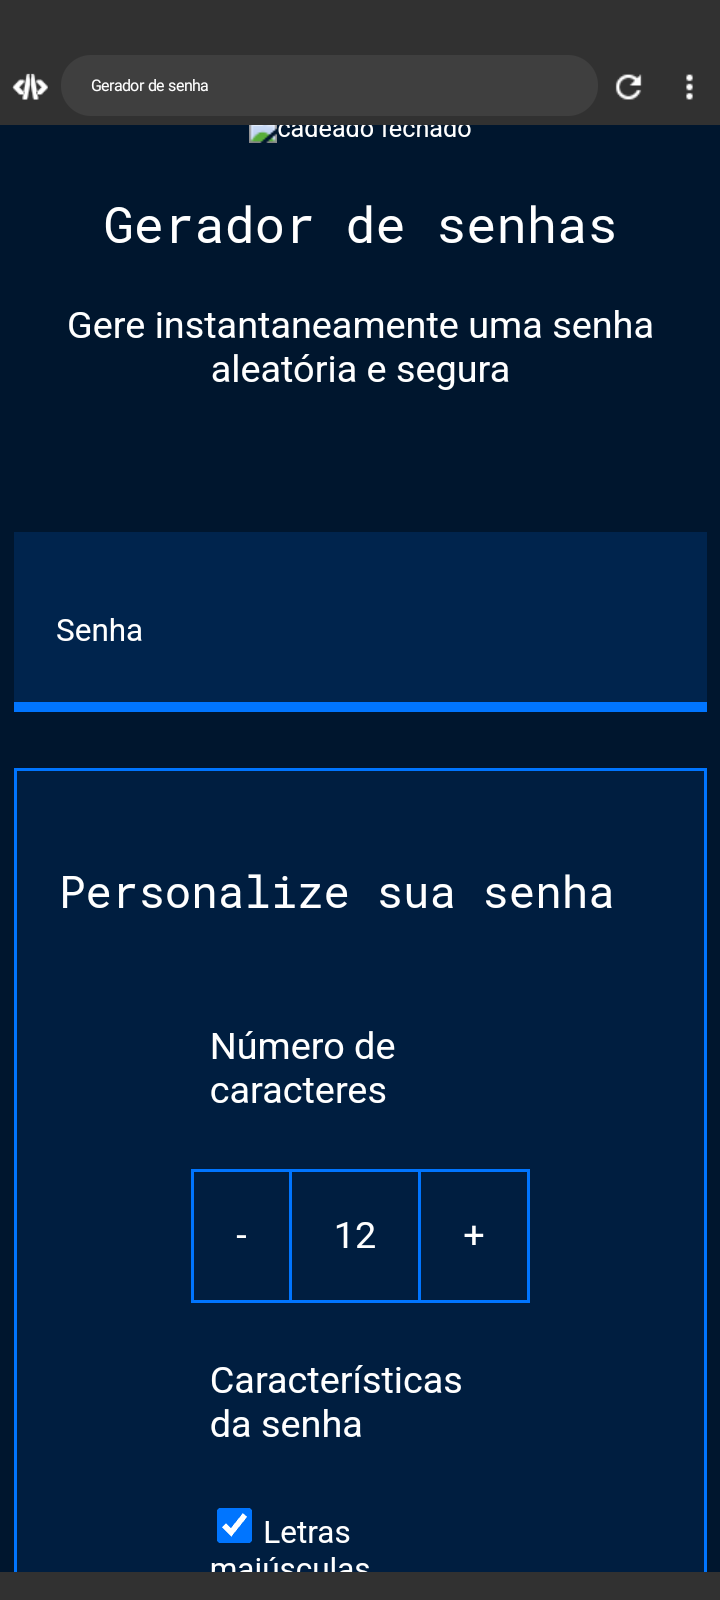 Gerador de senha
cadeado fechado
Gerador de senhas
Gere instantaneamente uma senha
aleatória e segura
Senha
Personalize sua senha
Número de
caracteres
- 12 +
Características
da senha
Letras
maiúsculas